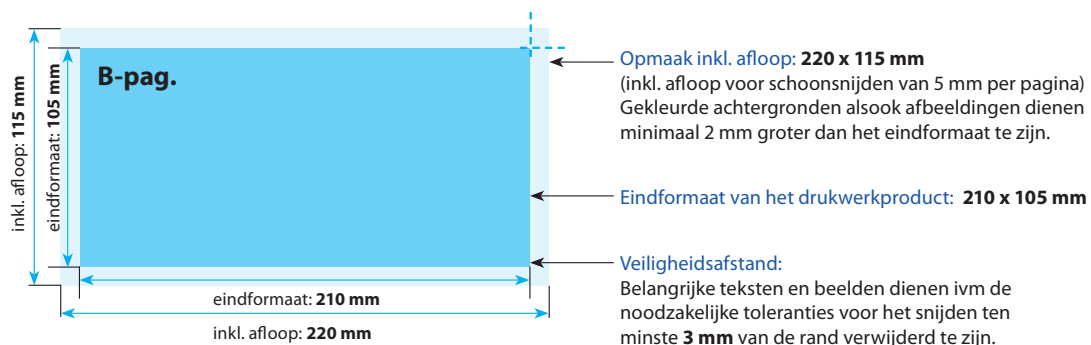 B-pag.
inkl. afloop: 115 mm
eindformaat: 105 mm
eindformaat: 210 mm
inkl. afloop: 220 mm
Opmaak inkl. afloop: 220 x 115 mm
(inkl. afloop voor schoonsnijden van 5 mm per pagina)
Gekleurde achtergronden alsook afbeeldingen dienen
minimaal 2 mm groter dan het eindformaat te zijn.
Eindformaat van het drukwerkproduct: 210 x 105 mm
Veiligheidsafstand:
Belangrijke teksten en beelden dienen ivm de
noodzakelijke toleranties voor het snijden ten
minste 3 mm van de rand verwijderd te zijn.